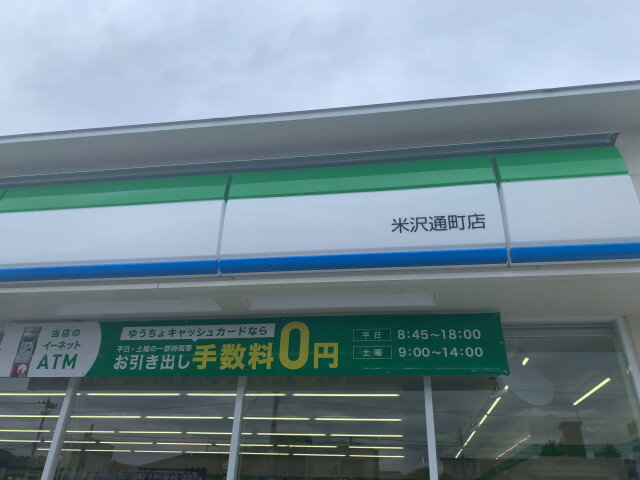 米沢通町店
当店の
イーネット
ATM
ゆうちょキャッシュカードなら
平日・土曜の一部時間帯
お引き出し手数料0円
平日 8:45〜18:00
土曜 9:00〜14:00